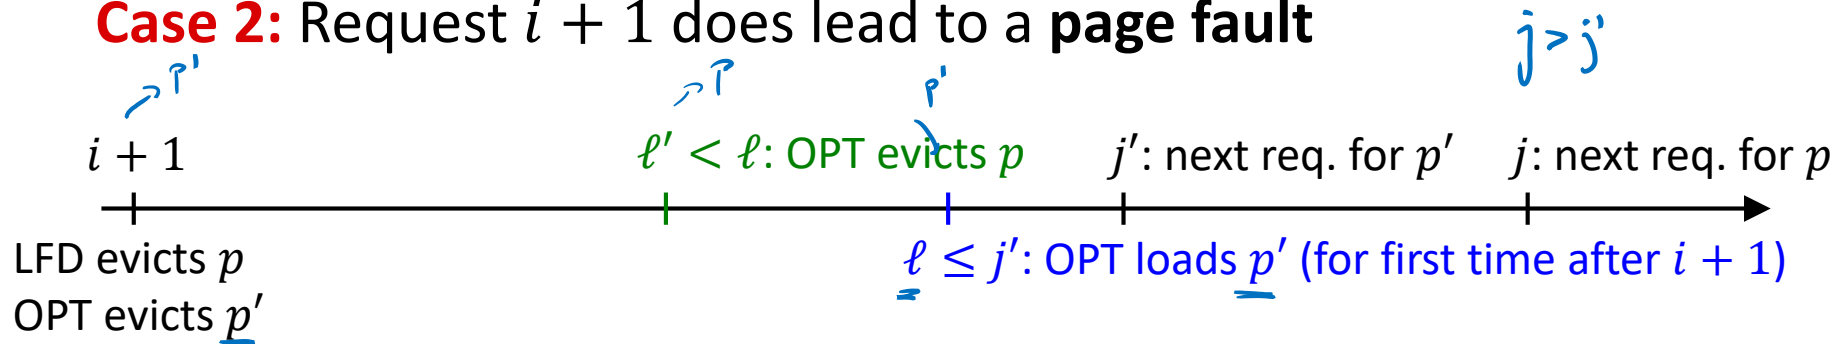 Case 2: Request i + 1 does lead to a page fault
j > j'
p'
p
p'
i + 1
ℓ′ < ℓ: OPT evicts p
j′: next req. for p′
j: next req. for p
LFD evicts p
OPT evicts p′
ℓ ≤ j′: OPT loads p′ (for first time after i + 1)